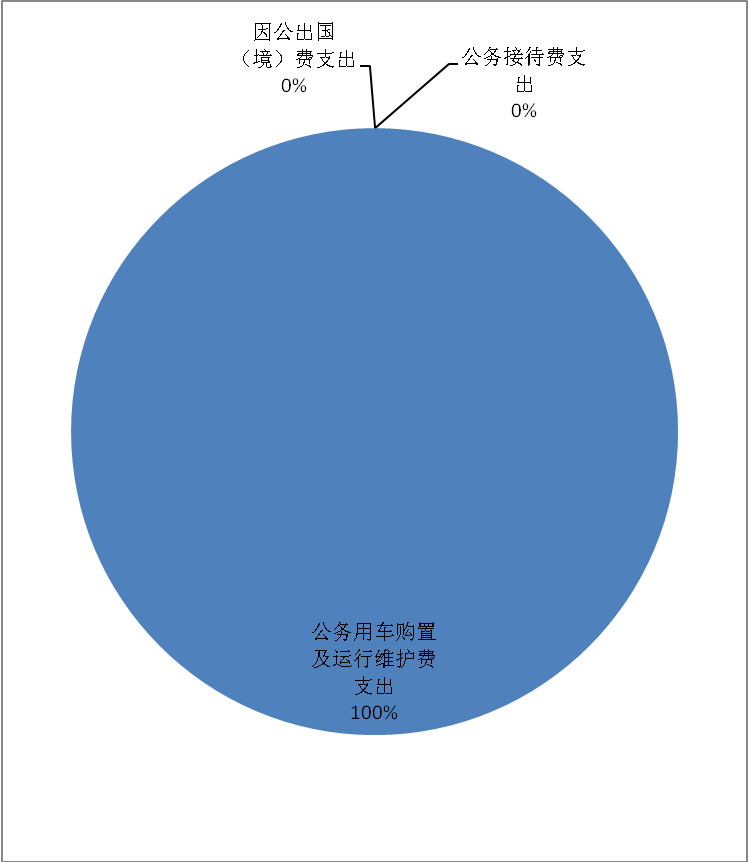 因公出国
（境）费支出
0%
公务接待费支
出
0%
公务用车购置
及运行维护费
支出
100%